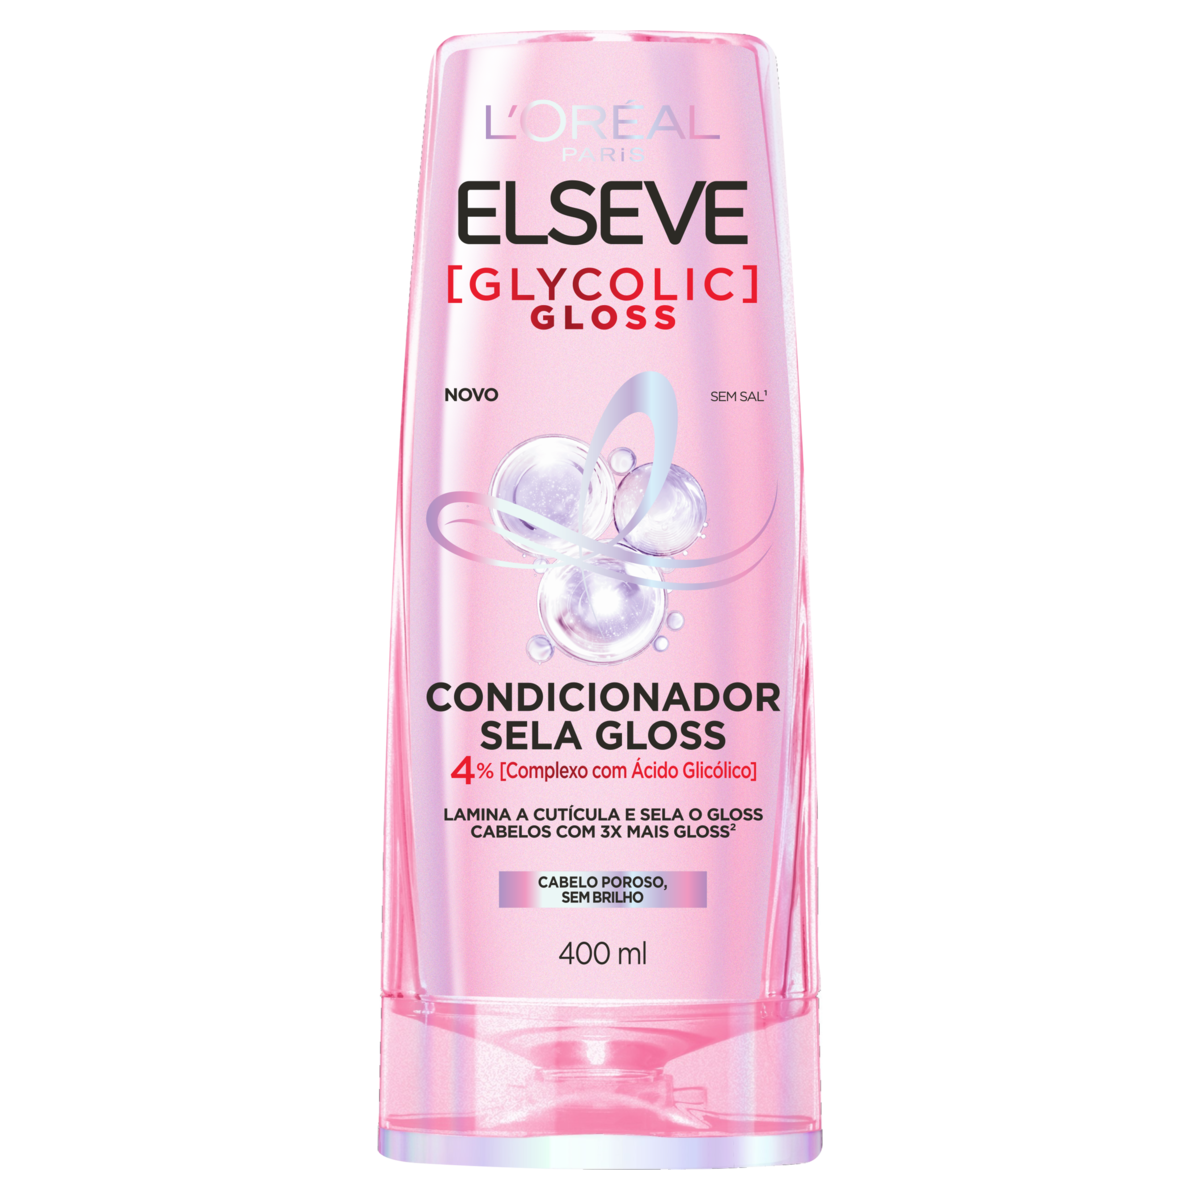 L'ORÉAL
PARIS
ELSEVE
[GLYCOLIC]
GLOSS
NOVO
SEM SAL¹
CONDICIONADOR
SELA GLOSS
4% [Complexo com Ácido Glicólico]
LAMINA A CUTÍCULA E SELA O GLOSS
CABELOS COM 3X MAIS GLOSS²
CABELO POROSO,
SEM BRILHO
400 ml